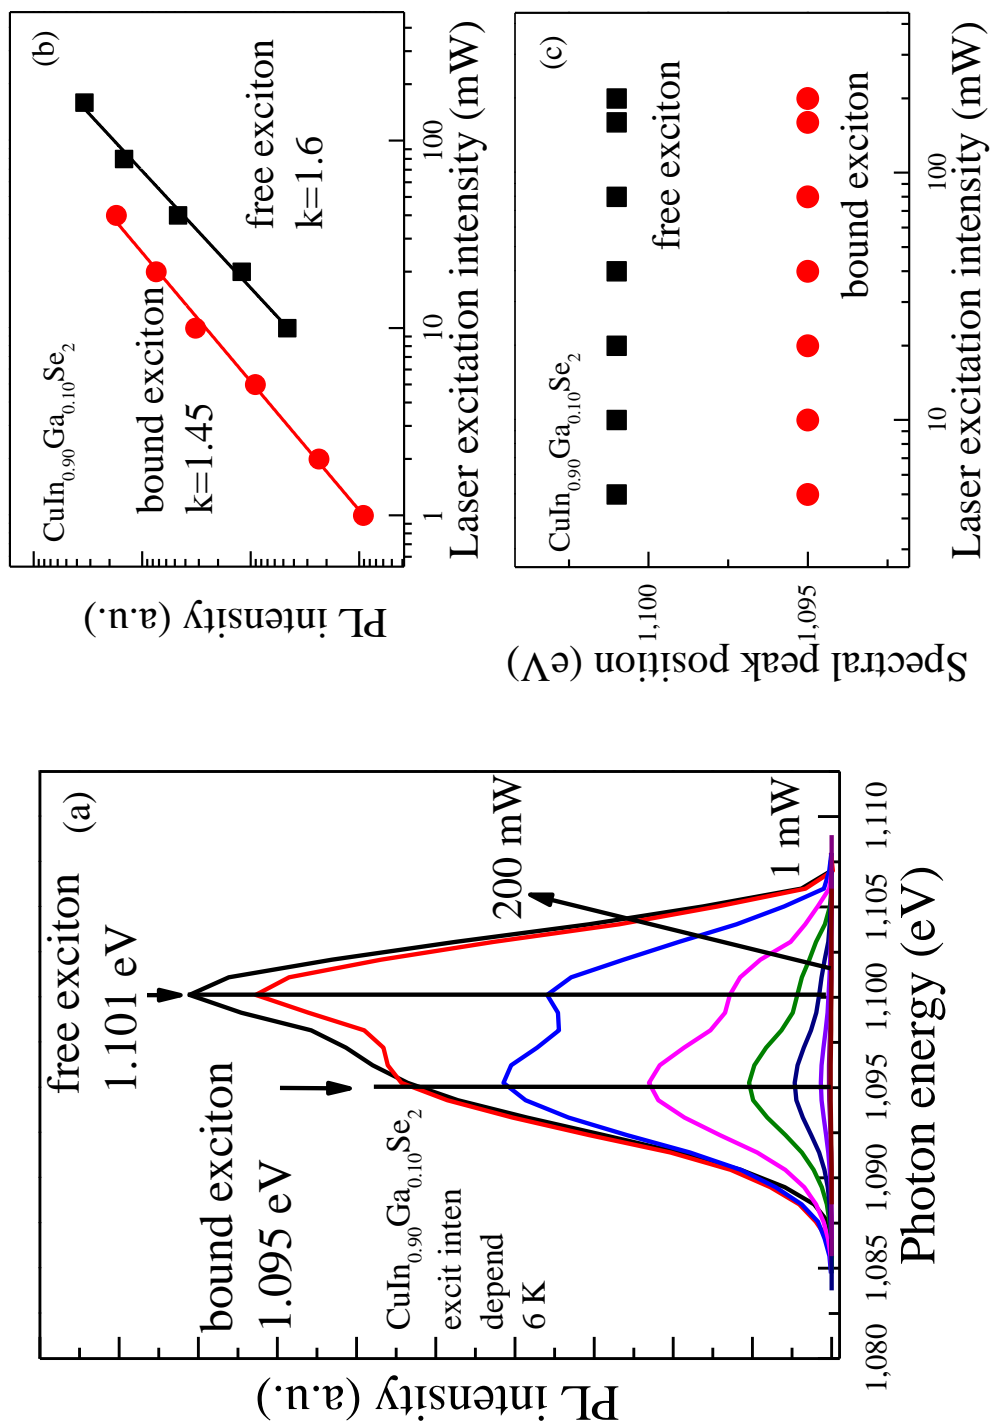 (a)
free exciton
1.101 eV
bound exciton
1.095 eV
CuIn0.90Ga0.10Se2
excit inten
depend
6 K
200 mW
1 mW
PL intensity (a.u.)
1,080
1,085
1,090
1,095
1,100
1,105
1,110
Photon energy (eV)
(b)
CuIn0.90Ga0.10Se2
bound exciton
k=1.45
free exciton
k=1.6
PL intensity (a.u.)
1
10
100
Laser excitation intensity (mW)
(c)
CuIn0.90Ga0.10Se2
free exciton
bound exciton
1,100
1,095
Spectral peak position (eV)
10
100
Laser excitation intensity (mW)